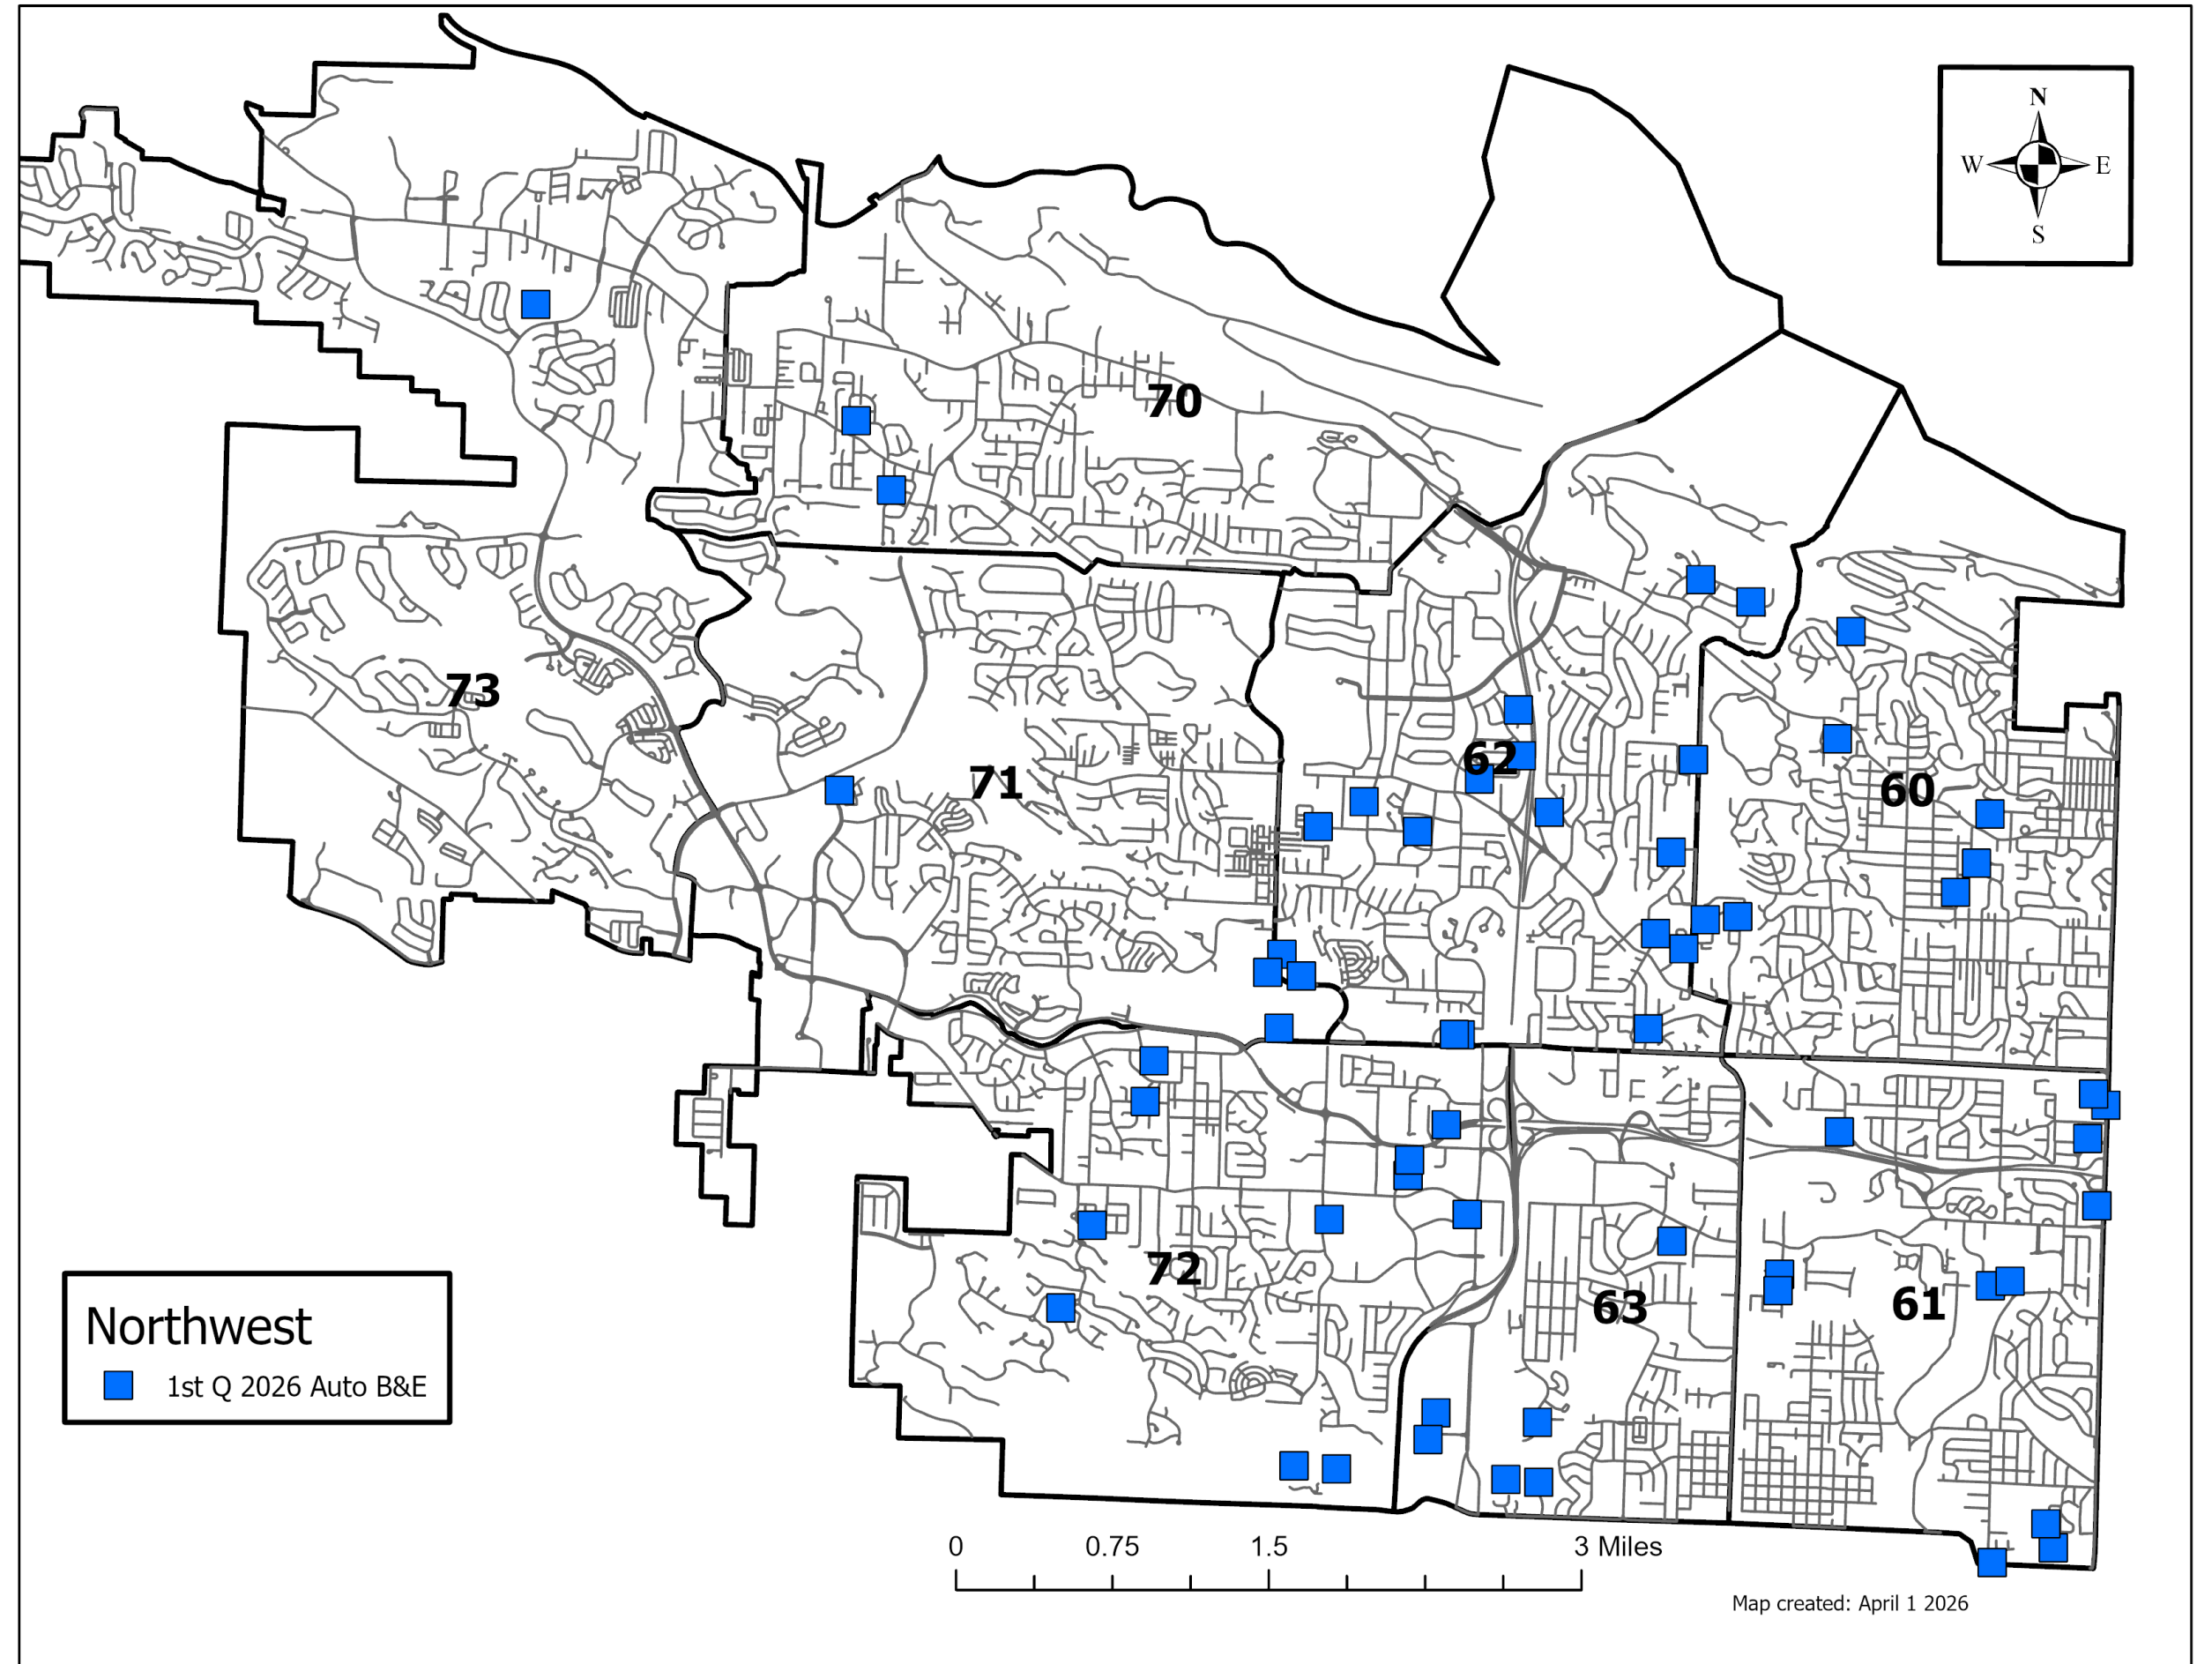 N
W E
S
70
73
71
62
60
72
63
61
Northwest
1st Q 2026 Auto B&E
0 0.75 1.5 3 Miles
Map created: April 1 2026